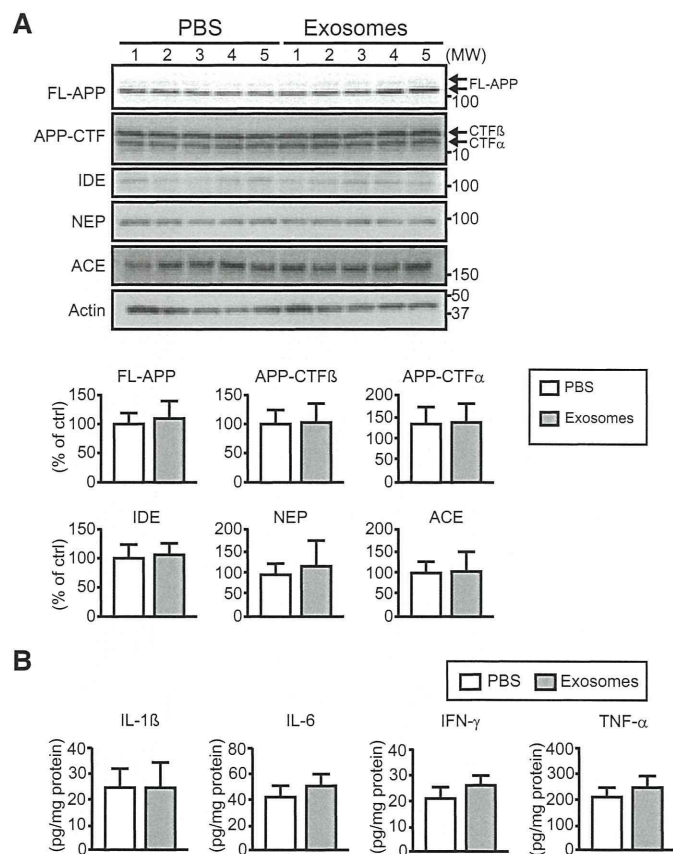 A
PBS Exosomes
1 2 3 4 5 1 2 3 4 5 (MW)
FL-APP FL-APP
100
APP-CTF CTFß
CTFα
10
IDE 100
NEP 100
ACE 150
Actin 50
37
FL-APP APP-CTFß APP-CTFα
(% of ctrl)
150 100 50 0
150 100 50 0
200 150 100 50 0
PBS
Exosomes
IDE NEP ACE
(% of ctrl)
150 100 50 0
200 150 100 50 0
200 150 100 50 0
B
PBS Exosomes
IL-1ß IL-6 IFN-γ TNF-α
(pg/mg protein) (pg/mg protein) (pg/mg protein) (pg/mg protein)
40 30 20 10 0
80 60 40 20 0
40 30 20 10 0
400 300 200 100 0